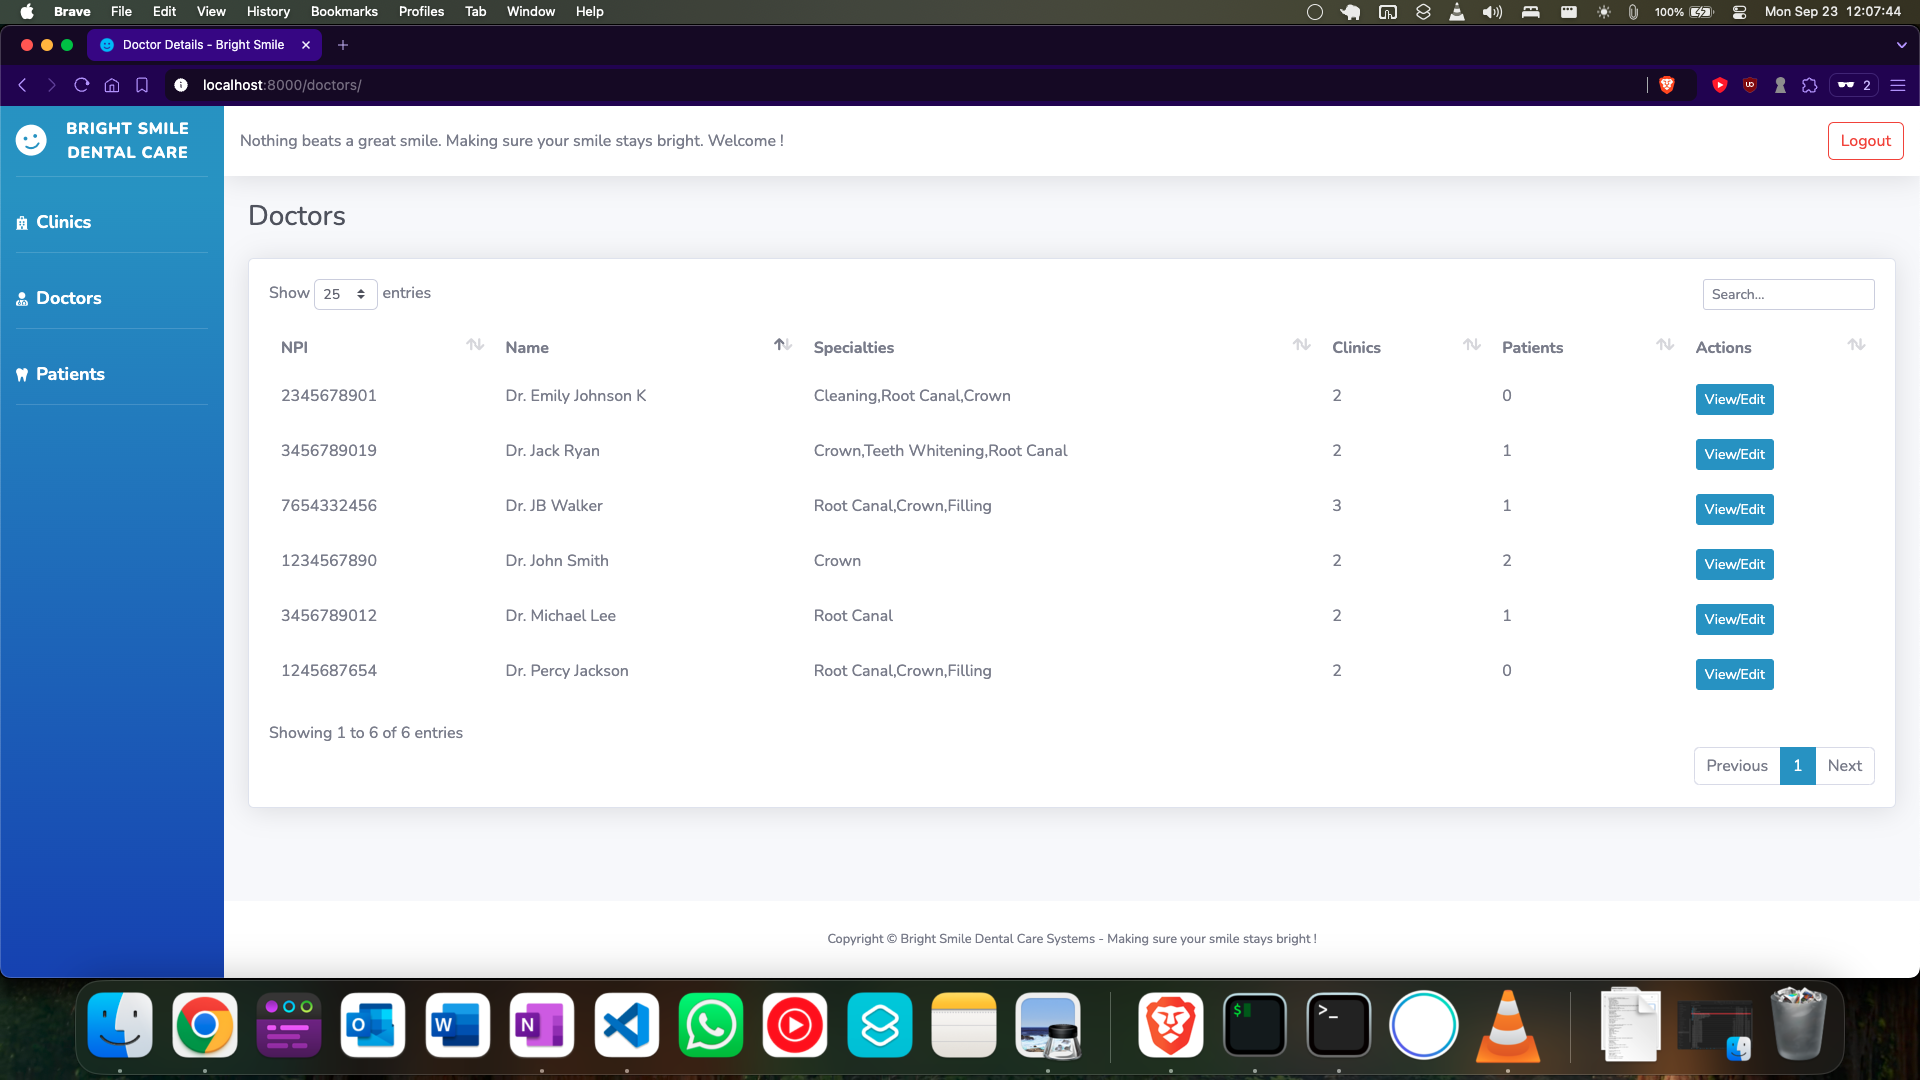 Brave File Edit View History Bookmarks Profiles Tab Window Help 100% Mon Sep 23 12:07:44
Doctor Details - Bright Smile
localhost:8000/doctors/ 2
BRIGHT SMILE
DENTAL CARE
Nothing beats a great smile. Making sure your smile stays bright. Welcome !
Logout
Clinics
Doctors
Patients
Doctors
Show 25 entries
Search...
NPI Name Specialties Clinics Patients Actions
2345678901 Dr. Emily Johnson K Cleaning,Root Canal,Crown 2 0 View/Edit
3456789019 Dr. Jack Ryan Crown,Teeth Whitening,Root Canal 2 1 View/Edit
7654332456 Dr. JB Walker Root Canal,Crown,Filling 3 1 View/Edit
1234567890 Dr. John Smith Crown 2 2 View/Edit
3456789012 Dr. Michael Lee Root Canal 2 1 View/Edit
1245687654 Dr. Percy Jackson Root Canal,Crown,Filling 2 0 View/Edit
Showing 1 to 6 of 6 entries
Previous 1 Next
Copyright © Bright Smile Dental Care Systems - Making sure your smile stays bright !
O W N $ >_